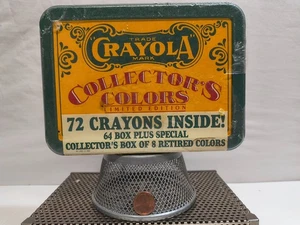 TRADE
CRAYOLA
MARK
COLLECTOR'S
COLORS
LIMITED EDITION
72 CRAYONS INSIDE!
64 BOX PLUS SPECIAL
COLLECTOR'S BOX OF 8 RETIRED COLORS